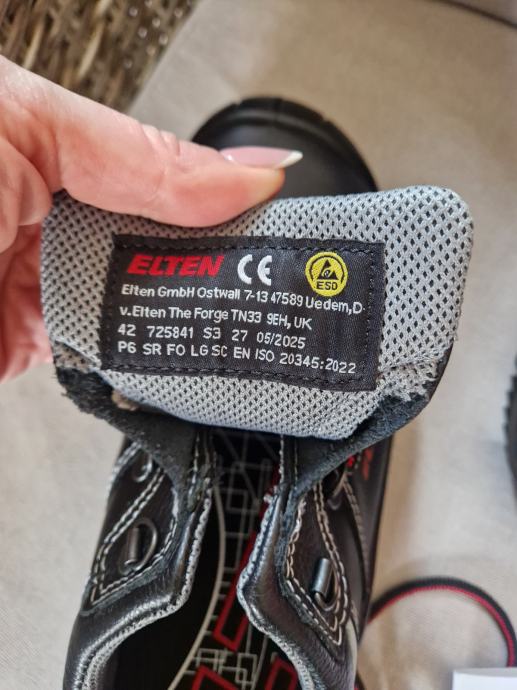 ELTEN CE
ESD
Elten GmbH Ostwall 7-13 47589 Uedem,D
v.Elten The Forge TN33 9EH, UK
42 725841 S3 27 05/2025
P6 SR FO LG SC EN ISO 20345:2022